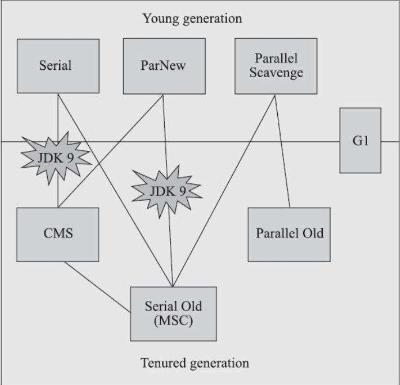 Young generation
Serial
ParNew
Parallel
Scavenge
G1
JDK 9
JDK 9
CMS
Parallel Old
Serial Old
(MSC)
Tenured generation